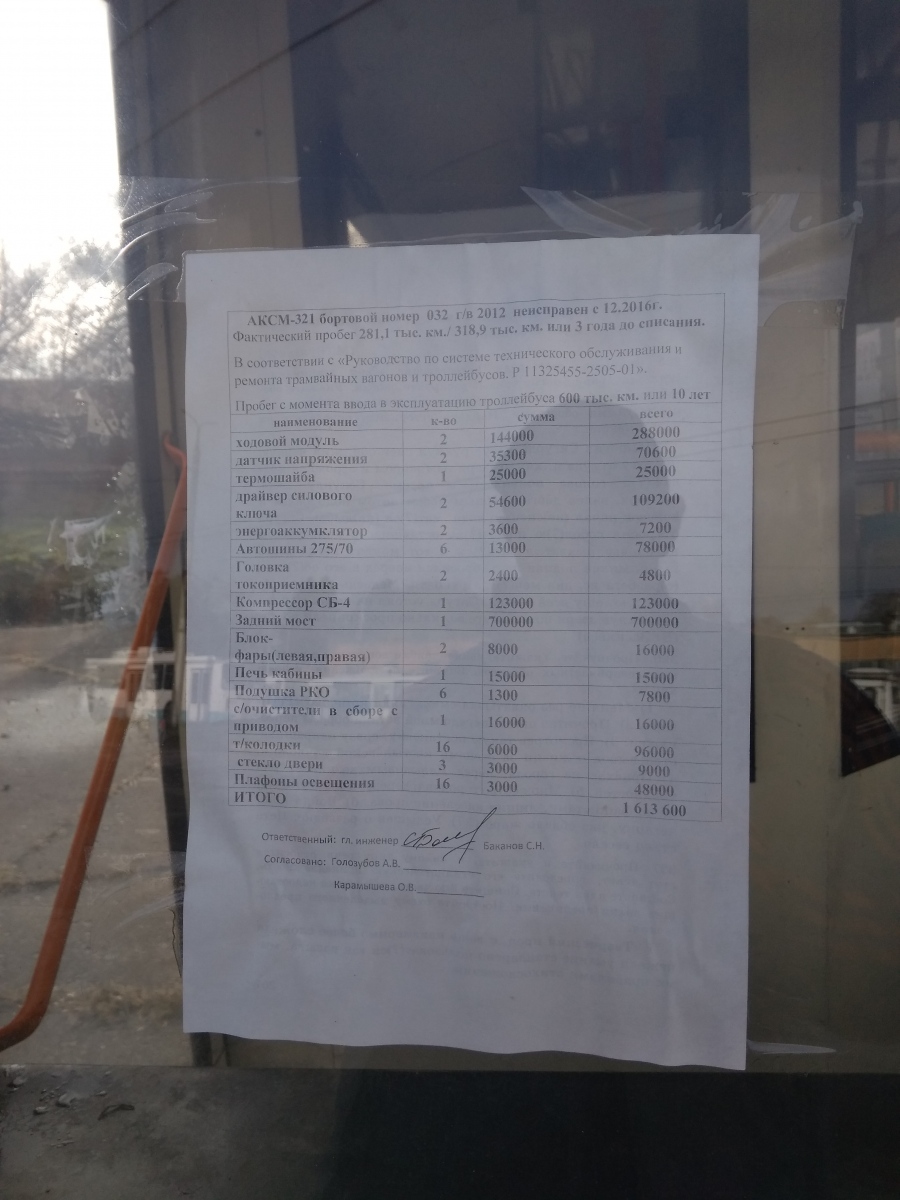 АКСМ-321 бортовой номер 032 г/в 2012 неисправен с 12.2016г.
Фактический пробег 281,1 тыс. км./ 318,9 тыс. км. или 3 года до списания.
В соответствии с «Руководство по системе технического обслуживания и
ремонта трамвайных вагонов и троллейбусов. Р 11325455-2505-01».
Пробег с момента ввода в эксплуатацию троллейбуса 600 тыс. км. или 10 лет
наименование к-во сумма всего
ходовой модуль 2 144000 288000
датчик напряжения 2 35300 70600
термошайба 1 25000 25000
драйвер силового
ключа 2 54600 109200
энергоаккумклятор 2 3600 7200
Автошины 275/70 6 13000 78000
Головка
токоприемника 2 2400 4800
Компрессор СБ-4 1 123000 123000
Задний мост 1 700000 700000
Блок-
фары(левая,правая) 2 8000 16000
Печь кабины 1 15000 15000
Подушка РКО 6 1300 7800
с/очистители в сборе с
приводом 1 16000 16000
т/колодки 16 6000 96000
стекло двери 3 3000 9000
Плафоны освещения 16 3000 48000
ИТОГО 1 613 600
Ответственный: гл. инженер Баканов С.Н.
Согласовано: Голозубов А.В.
Карамышева О.В.